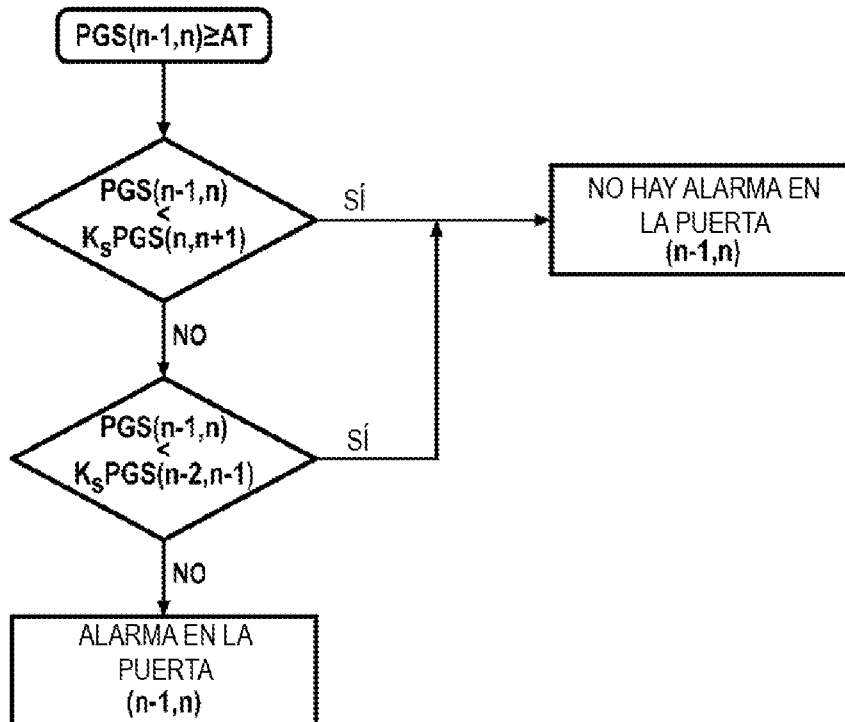 PGS(n-1,n)≥AT
PGS(n-1,n)
<
KsPGS(n,n+1)
SÍ
NO HAY ALARMA EN
LA PUERTA
(n-1,n)
NO
PGS(n-1,n)
<
KsPGS(n-2,n-1)
SÍ
NO
ALARMA EN LA
PUERTA
(n-1,n)